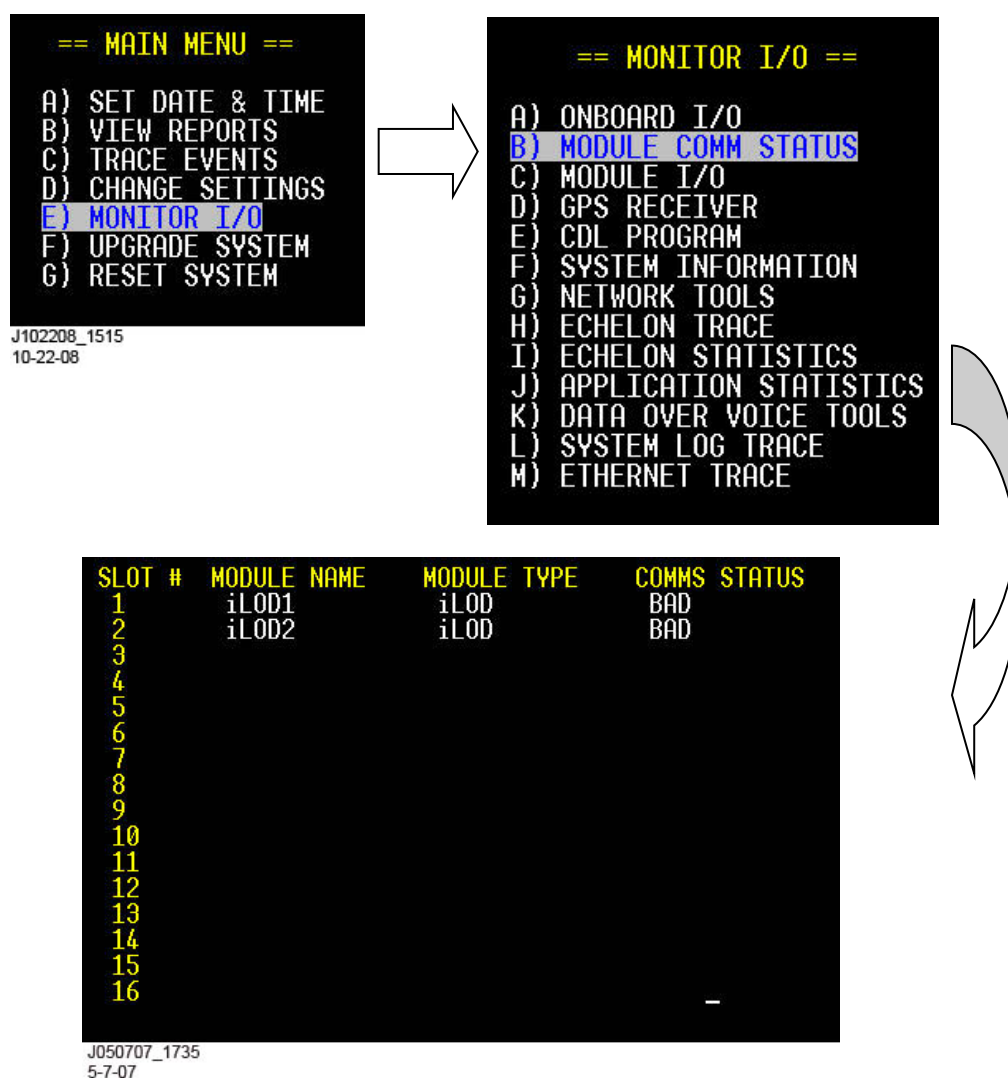 == MAIN MENU ==
A) SET DATE & TIME
B) VIEW REPORTS
C) TRACE EVENTS
D) CHANGE SETTINGS
E) MONITOR I/O
F) UPGRADE SYSTEM
G) RESET SYSTEM
J102208_1515
10-22-08
== MONITOR I/O ==
A) ONBOARD I/O
B) MODULE COMM STATUS
C) MODULE I/O
D) GPS RECEIVER
E) CDL PROGRAM
F) SYSTEM INFORMATION
G) NETWORK TOOLS
H) ECHELON TRACE
I) ECHELON STATISTICS
J) APPLICATION STATISTICS
K) DATA OVER VOICE TOOLS
L) SYSTEM LOG TRACE
M) ETHERNET TRACE
SLOT # MODULE NAME MODULE TYPE COMMS STATUS
1 iLOD1 iLOD BAD
2 iLOD2 iLOD BAD
3
4
5
6
7
8
9
10
11
12
13
14
15
16
J050707_1735
5-7-07